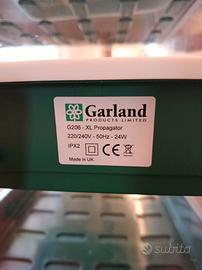 Garland
PRODUCTS LIMITED
G206 - XL Propagator
220/240V - 50Hz - 24W
IPX2
Made in UK
subito